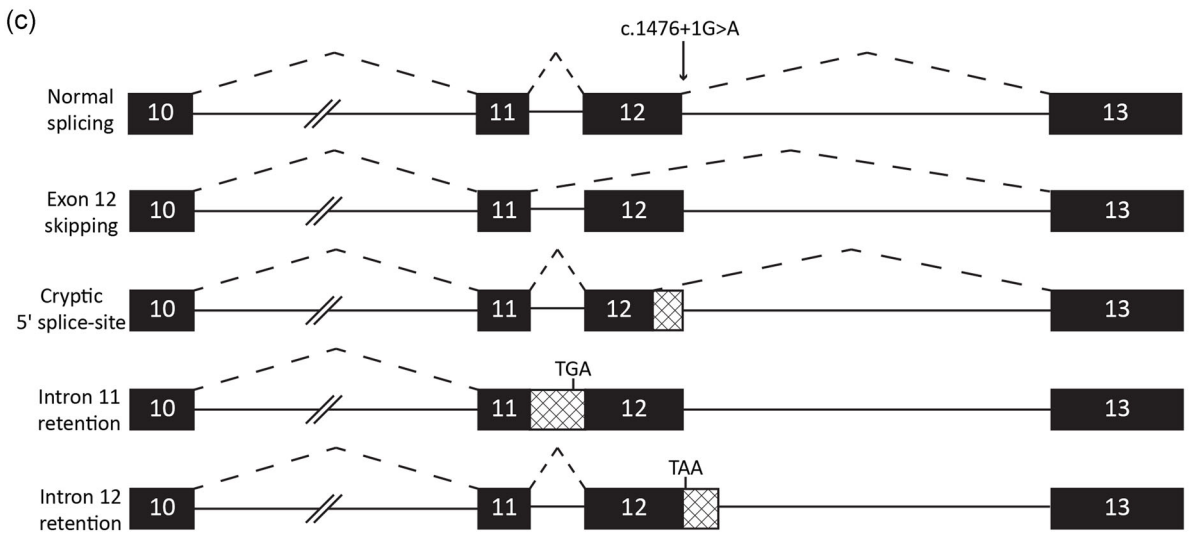 (c)
c.1476+1G>A
Normal
splicing
10 11 12 13
Exon 12
skipping
10 11 12 13
Cryptic
5' splice-site
10 11 12 13
TGA
Intron 11
retention
10 11 12 13
TAA
Intron 12
retention
10 11 12 13